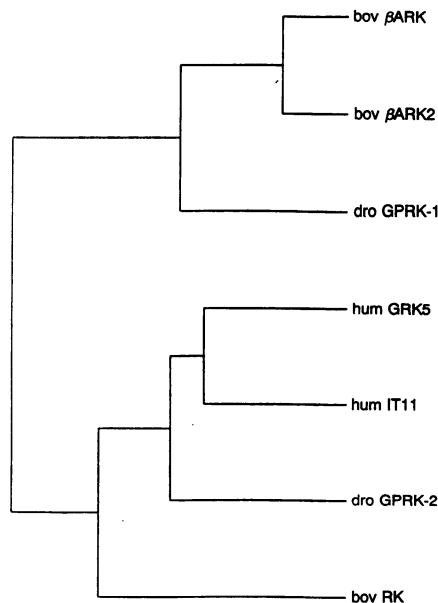 bov βARK
bov βARK2
dro GPRK-1
hum GRK5
hum IT11
dro GPRK-2
bov RK